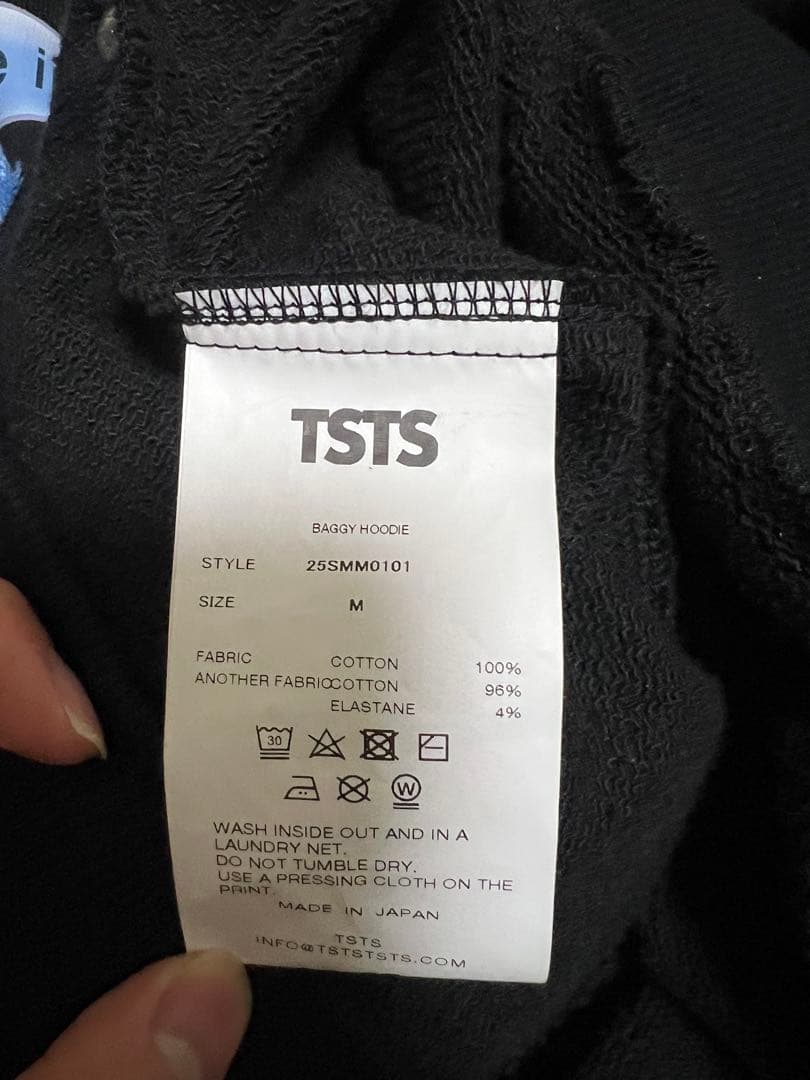 e i
TSTS
BAGGY HOODIE
STYLE 25SMM0101
SIZE M
FABRIC COTTON 100%
ANOTHER FABRIC COTTON 96%
ELASTANE 4%
30
W
WASH INSIDE OUT AND IN A
LAUNDRY NET.
DO NOT TUMBLE DRY.
USE A PRESSING CLOTH ON THE
PRINT.
MADE IN JAPAN
TSTS
INFO@TSTSTSTS.COM